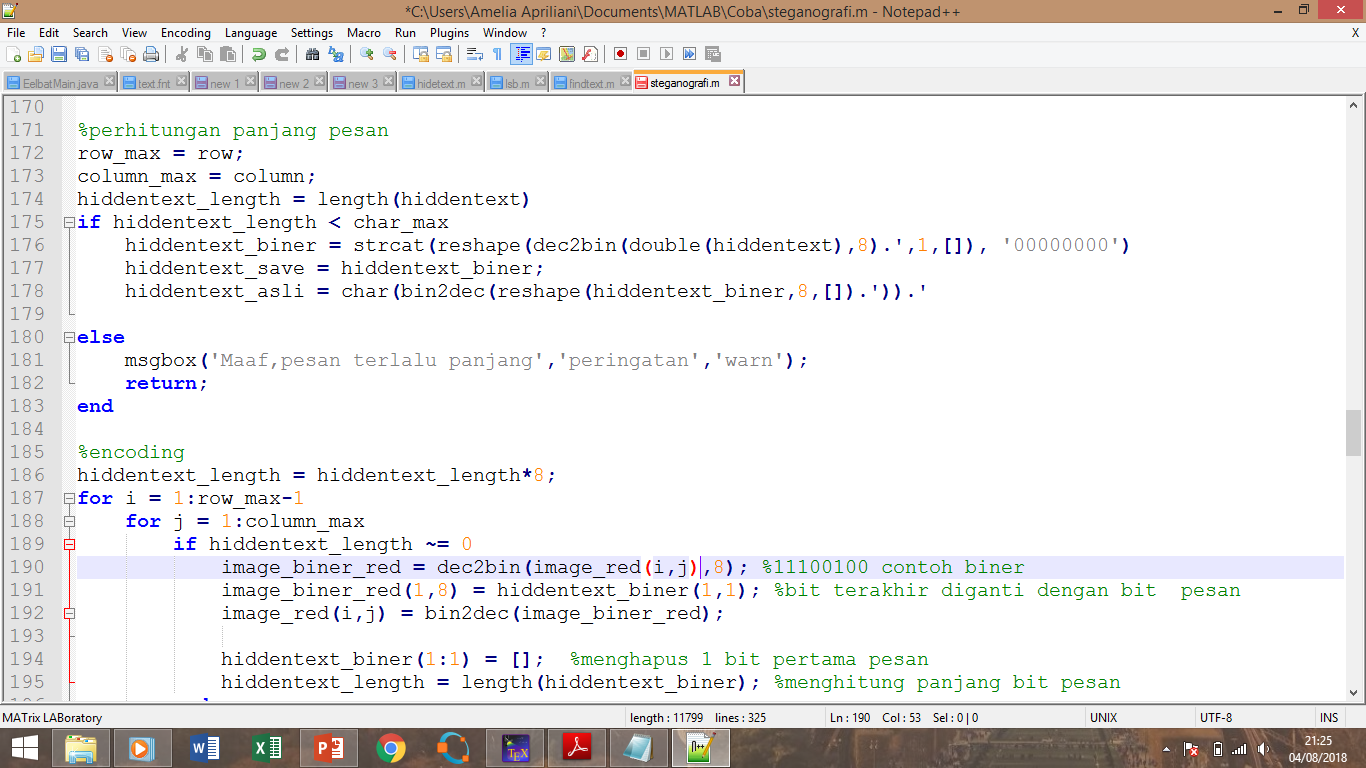 *C:\Users\Amelia Apriliani\Documents\MATLAB\Coba\steganografi.m - Notepad++
File Edit Search View Encoding Language Settings Macro Run Plugins Window ? X
EelbatMain.java text.fnt new 1 new 2 new 3 hidetext.m lsb.m findtext.m steganografi.m
170
171 %perhitungan panjang pesan
172 row_max = row;
173 column_max = column;
174 hiddentext_length = length(hiddentext)
175 if hiddentext_length < char_max
176 hiddentext_biner = strcat(reshape(dec2bin(double(hiddentext),8).',1,[]), '00000000')
177 hiddentext_save = hiddentext_biner;
178 hiddentext_asli = char(bin2dec(reshape(hiddentext_biner,8,[]).')).'
179
180 else
181 msgbox('Maaf,pesan terlalu panjang','peringatan','warn');
182 return;
183 end
184
185 %encoding
186 hiddentext_length = hiddentext_length*8;
187 for i = 1:row_max-1
188 for j = 1:column_max
189 if hiddentext_length ~= 0
190 image_biner_red = dec2bin(image_red(i,j),8); %11100100 contoh biner
191 image_biner_red(1,8) = hiddentext_biner(1,1); %bit terakhir diganti dengan bit  pesan
192 image_red(i,j) = bin2dec(image_biner_red);
193
194 hiddentext_biner(1:1) = [];  %menghapus 1 bit pertama pesan
195 hiddentext_length = length(hiddentext_biner); %menghitung panjang bit pesan
MATrix LABoratory length : 11799 lines : 325 Ln : 190 Col : 53 Sel : 0 | 0 UNIX UTF-8 INS
21:25
04/08/2018